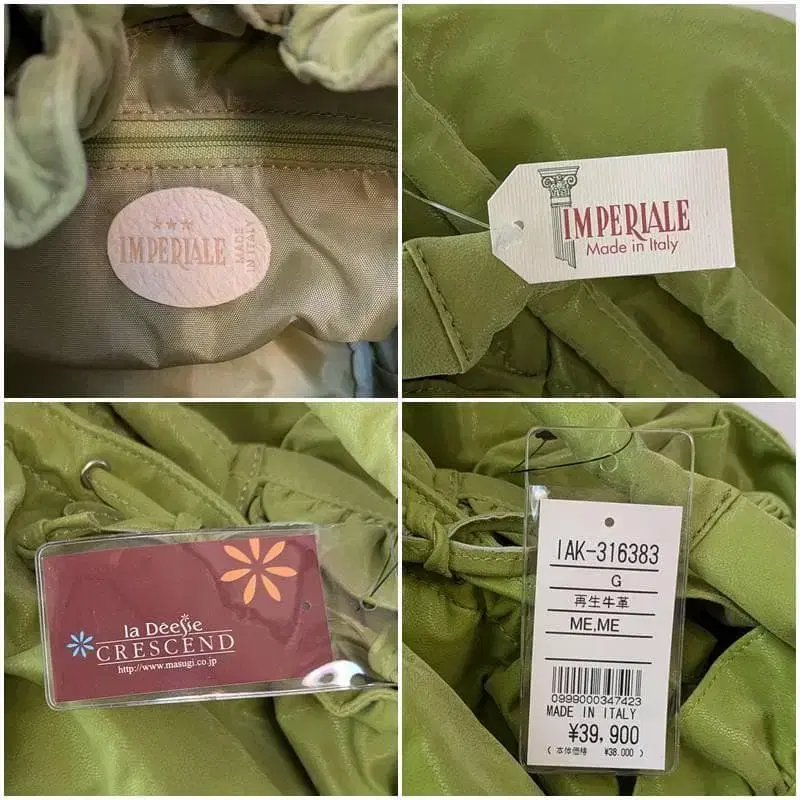 ★★★
IMPERIALE
MADE
IN ITALY
IMPERIALE
Made in Italy
la Déesse
CRESCEND
http://www.masugi.co.jp
IAK-316383
G
再生牛革
ME,ME
0999000347423
MADE IN ITALY
¥39,900
(本体価格 ¥38,000)